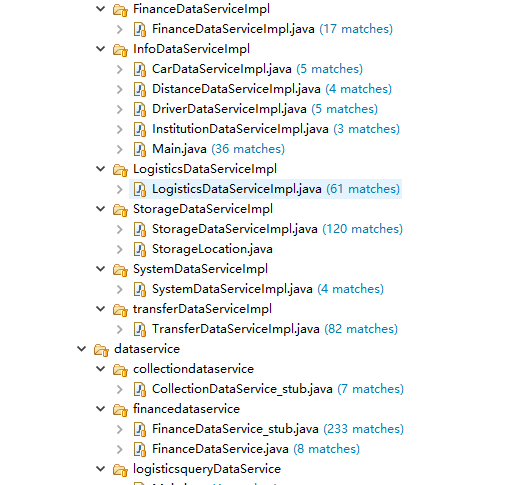 FinanceDataServiceImpl
FinanceDataServiceImpl.java (17 matches)
InfoDataServiceImpl
CarDataServiceImpl.java (5 matches)
DistanceDataServiceImpl.java (4 matches)
DriverDataServiceImpl.java (5 matches)
InstitutionDataServiceImpl.java (3 matches)
Main.java (36 matches)
LogisticsDataServiceImpl
LogisticsDataServiceImpl.java (61 matches)
StorageDataServiceImpl
StorageDataServiceImpl.java (120 matches)
StorageLocation.java
SystemDataServiceImpl
SystemDataServiceImpl.java (4 matches)
transferDataServiceImpl
TransferDataServiceImpl.java (82 matches)
dataservice
collectiondataservice
CollectionDataService_stub.java (7 matches)
financedataservice
FinanceDataService_stub.java (233 matches)
FinanceDataService.java (8 matches)
logisticsqueryDataService